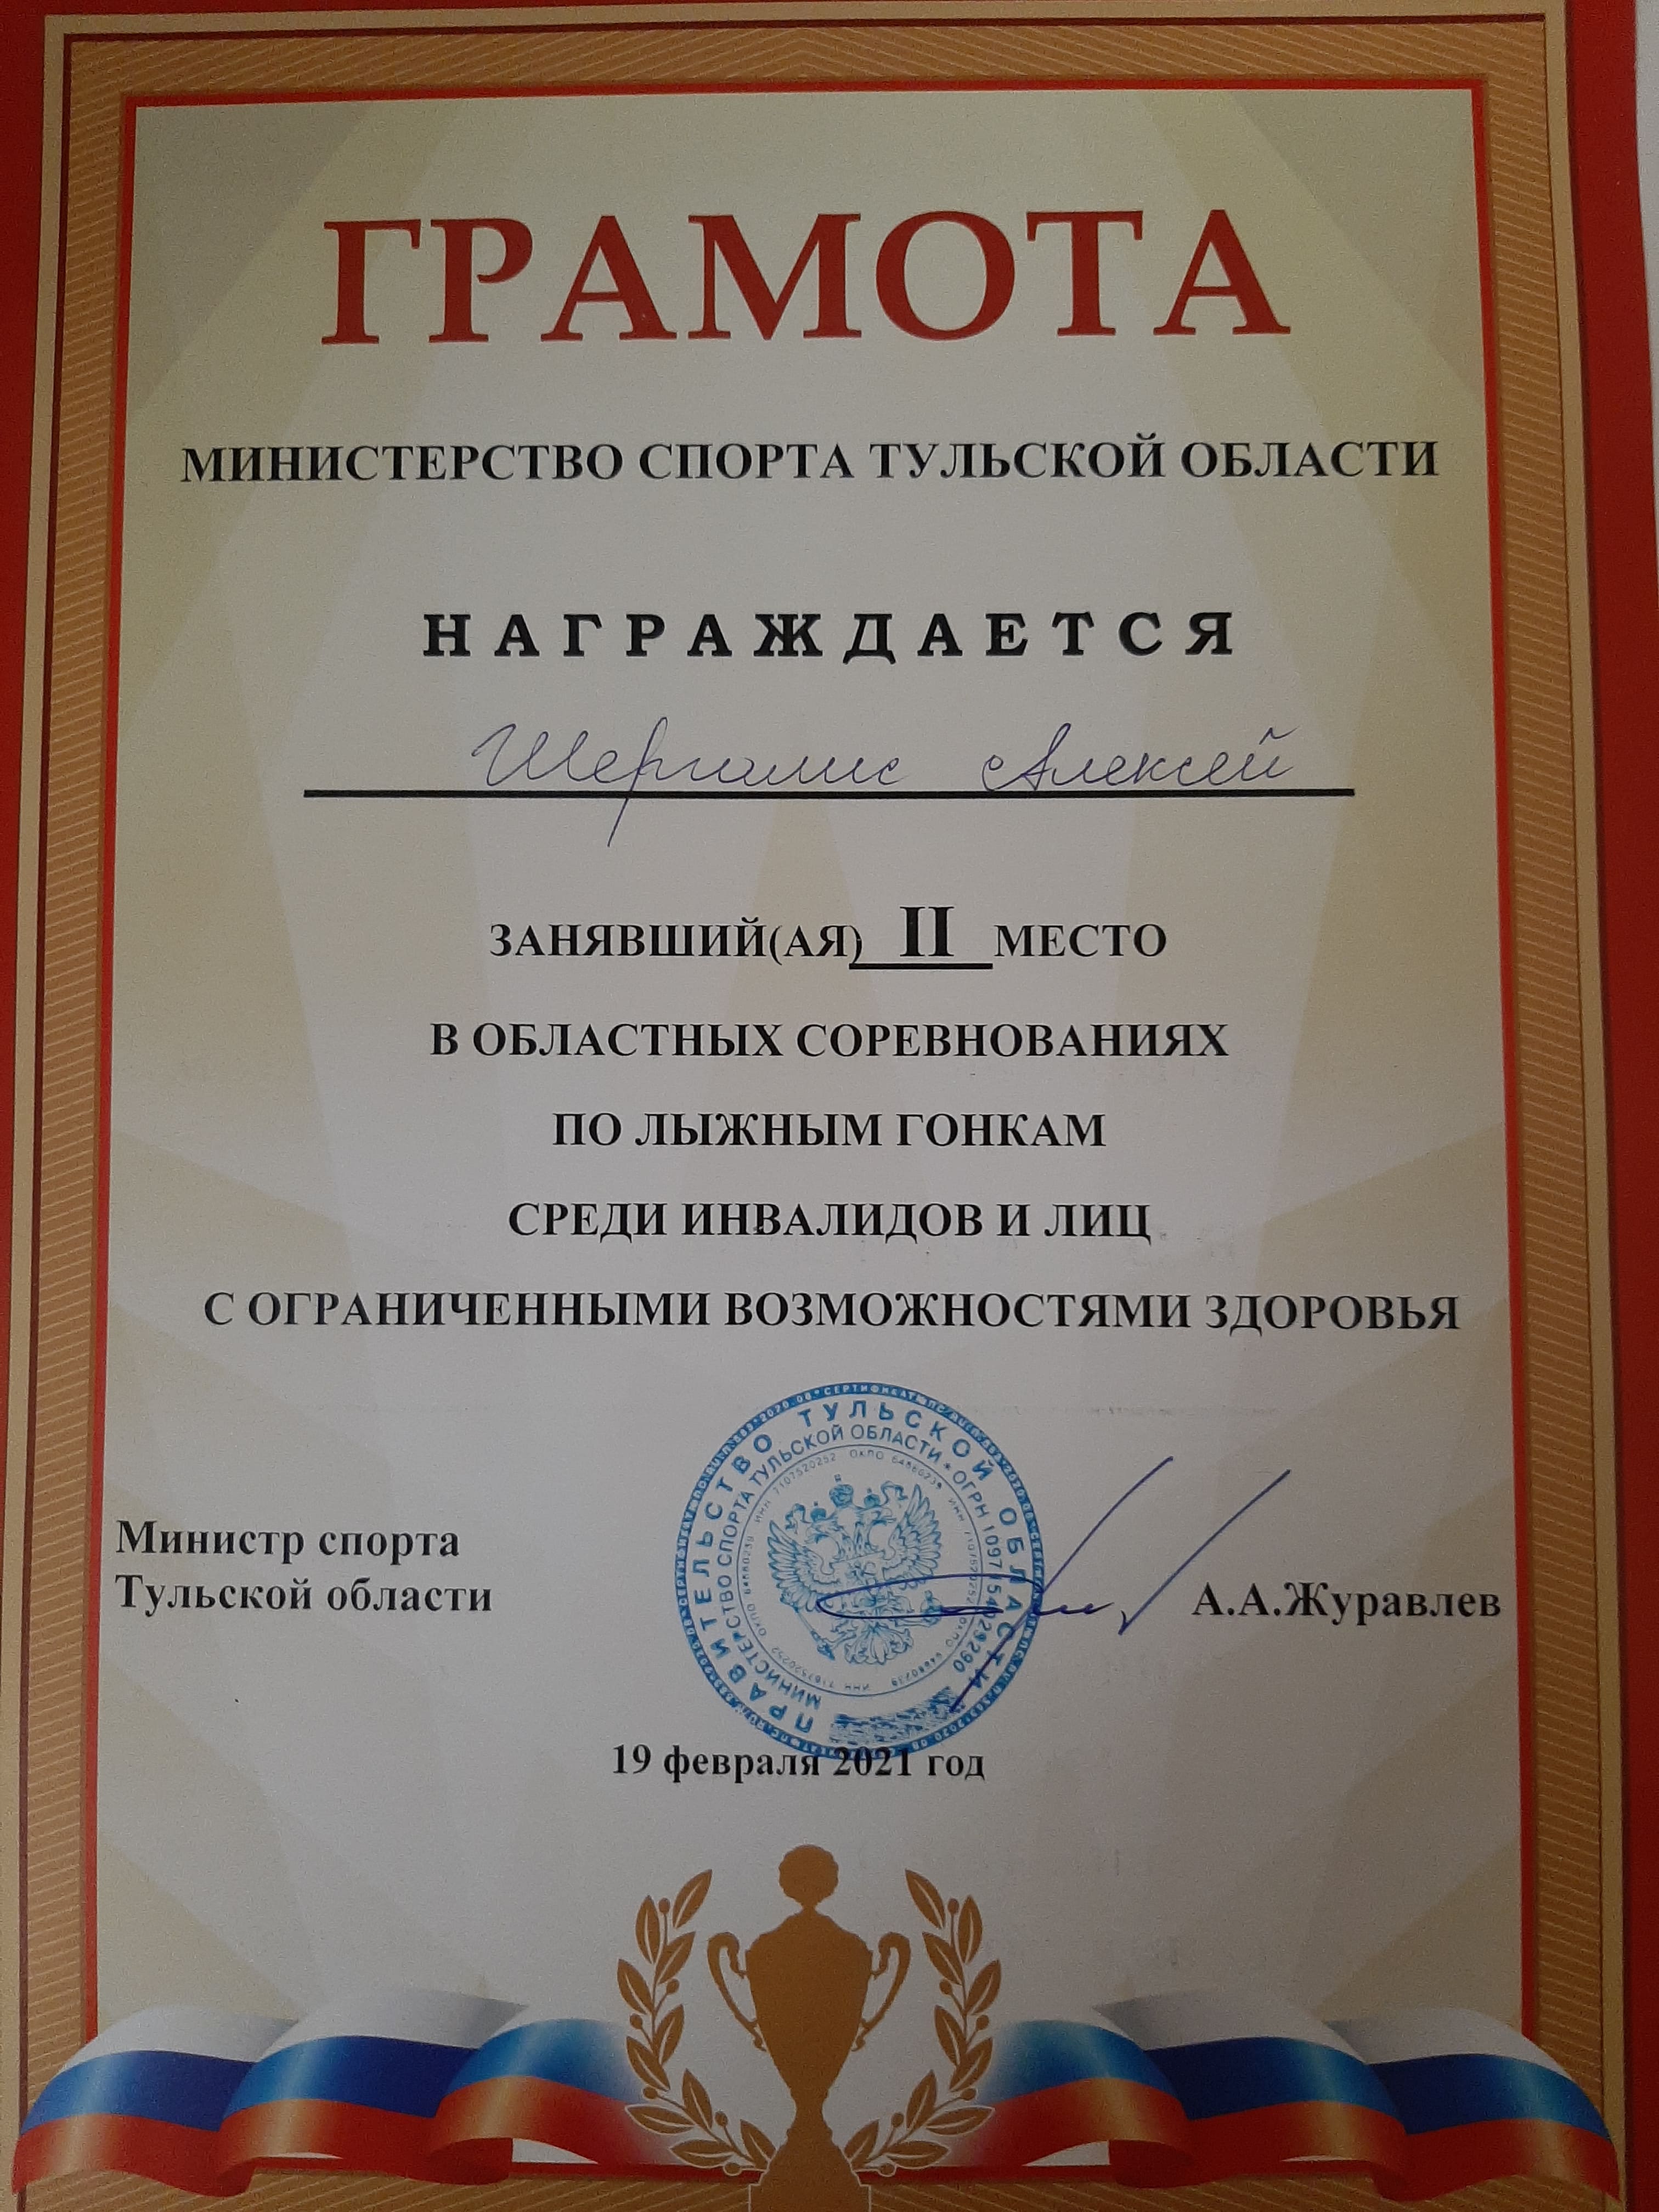 ГРАМОТА
МИНИСТЕРСТВО СПОРТА ТУЛЬСКОЙ ОБЛАСТИ
НАГРАЖДАЕТСЯ
Алексей
ЗАНЯВШИЙ(АЯ) II МЕСТО
В ОБЛАСТНЫХ СОРЕВНОВАНИЯХ
ПО ЛЫЖНЫМ ГОНКАМ
СРЕДИ ИНВАЛИДОВ И ЛИЦ
С ОГРАНИЧЕННЫМИ ВОЗМОЖНОСТЯМИ ЗДОРОВЬЯ
ПРАВИТЕЛЬСТВО ТУЛЬСКОЙ ОБЛАСТИ
МИНИСТЕРСТВО СПОРТА ТУЛЬСКОЙ ОБЛАСТИ
Министр спорта
Тульской области
А.А.Журавлев
19 февраля 2021 год